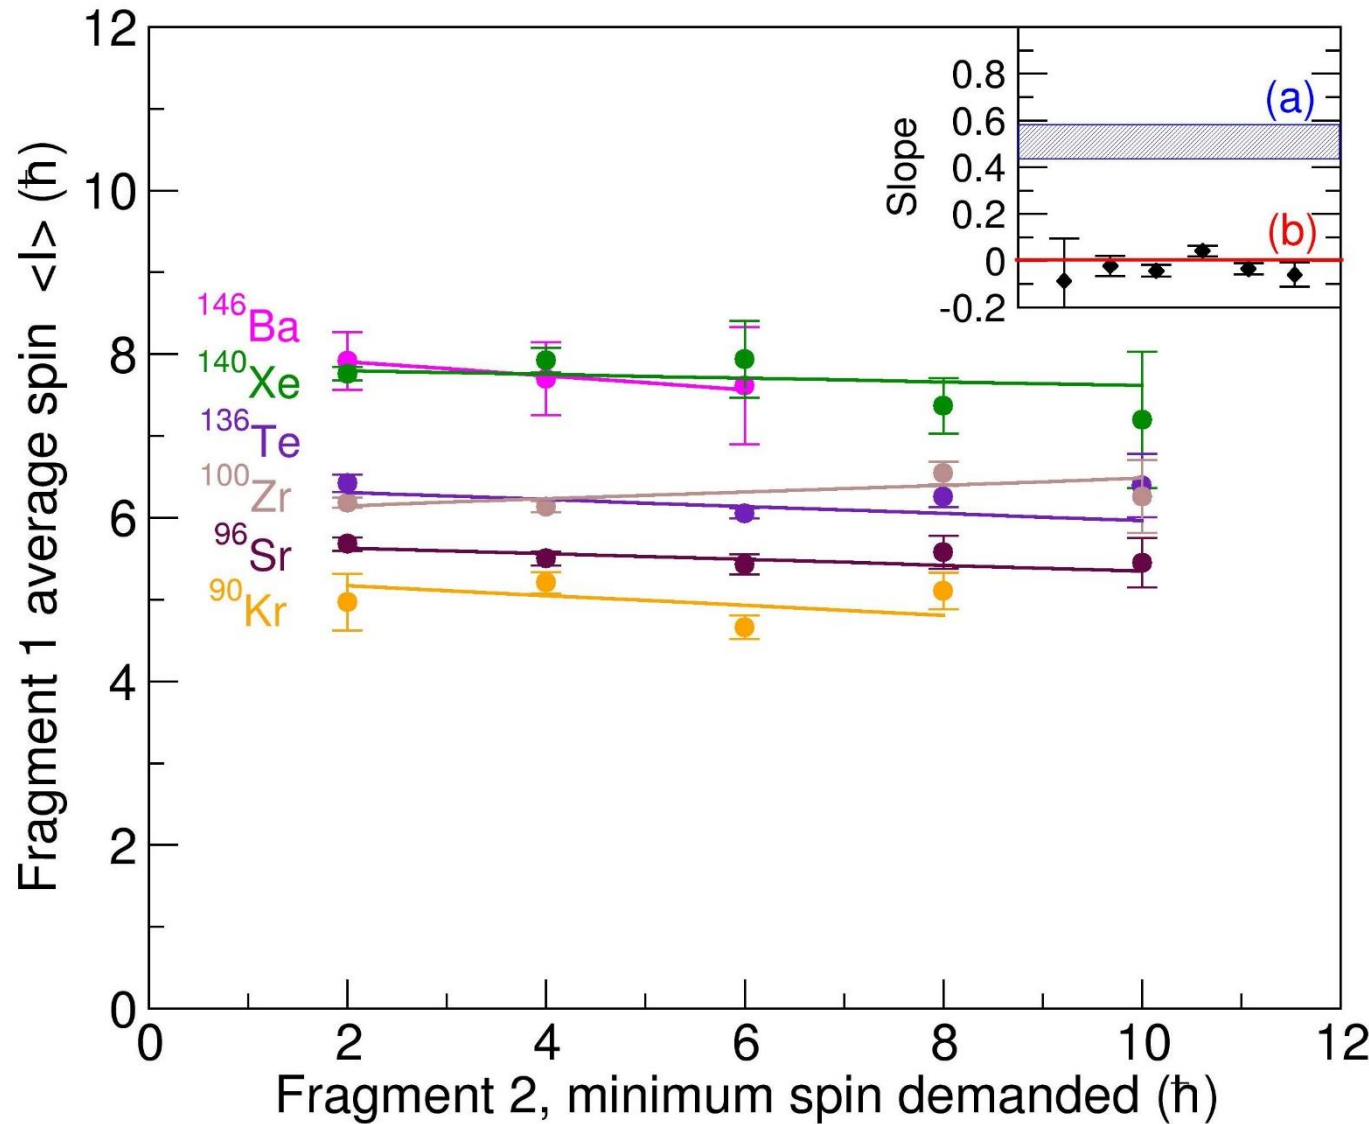 Fragment 1 average spin <I> (ħ)
12
10
8
6
4
2
0
0 2 4 6 8 10 12
Fragment 2, minimum spin demanded (ħ)
¹⁴⁶Ba
¹⁴⁰Xe
¹³⁶Te
¹⁰⁰Zr
⁹⁶Sr
⁹⁰Kr
Slope
0.8
0.6
0.4
0.2
0
-0.2
(a)
(b)